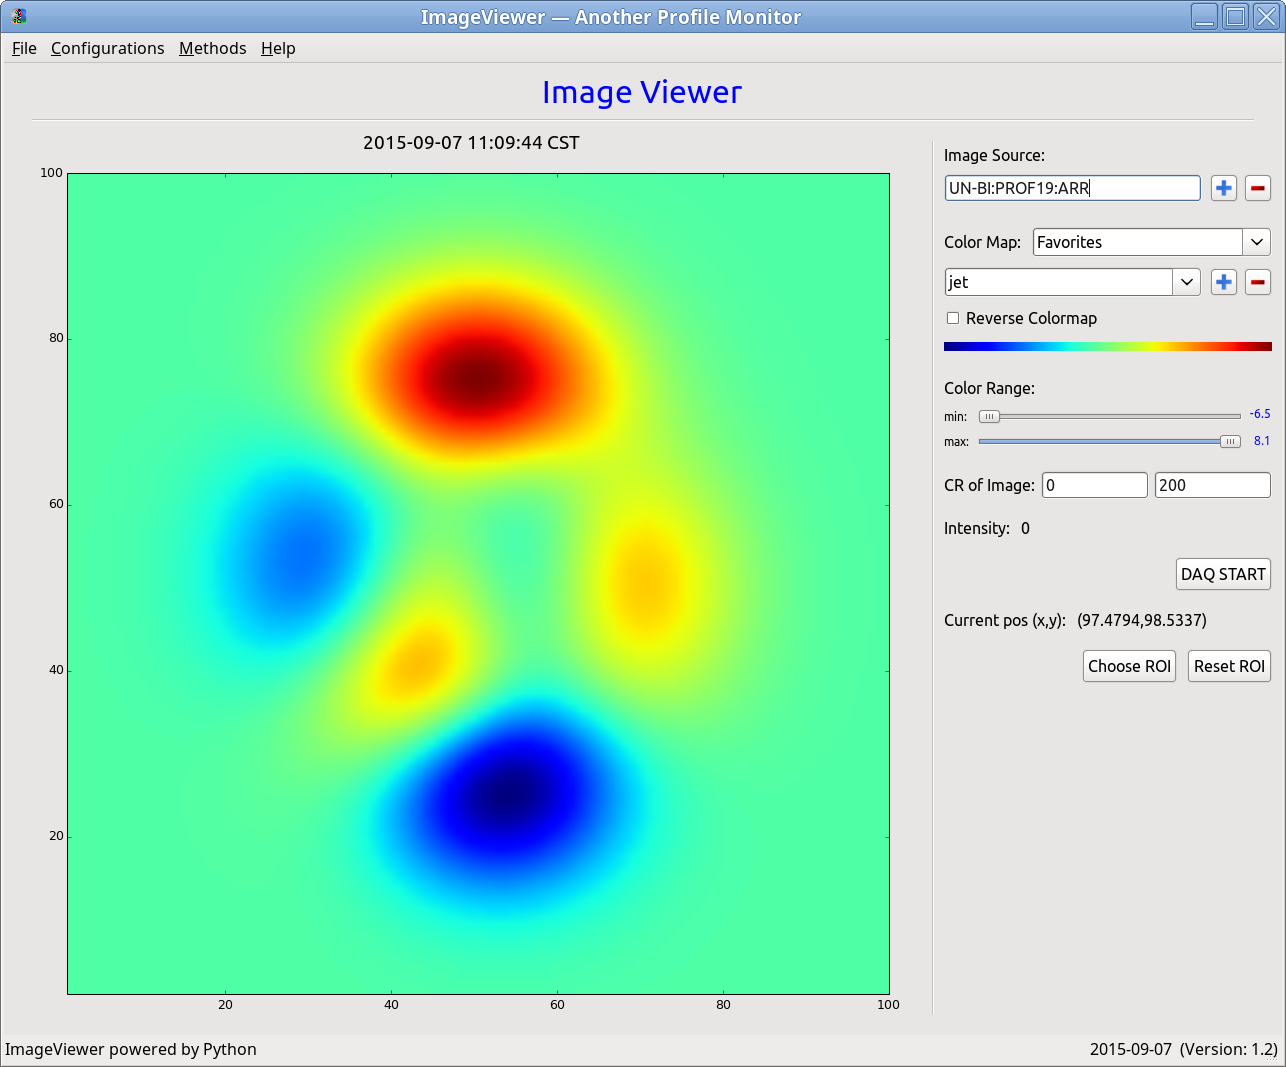 ImageViewer — Another Profile Monitor
File Configurations Methods Help
Image Viewer
2015-09-07 11:09:44 CST
100
80
60
40
20
20 40 60 80 100
Image Source:
UN-BI:PROF19:ARR
Color Map: Favorites
jet
Reverse Colormap
Color Range:
min: -6.5
max: 8.1
CR of Image: 0 200
Intensity: 0
DAQ START
Current pos (x,y): (97.4794,98.5337)
Choose ROI Reset ROI
ImageViewer powered by Python
2015-09-07 (Version: 1.2)